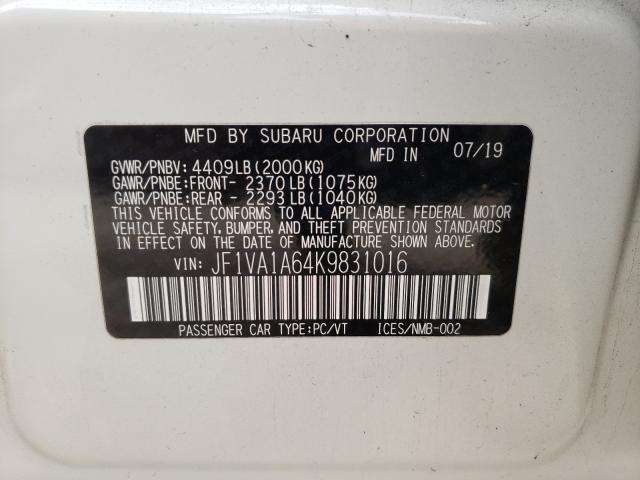 MFD BY SUBARU CORPORATION
MFD IN 07/19
GVWR/PNBV: 4409LB(2000KG)
GAWR/PNBE:FRONT- 2370LB(1075KG)
GAWR/PNBE:REAR - 2293LB(1040KG)
THIS VEHICLE CONFORMS TO ALL APPLICABLE FEDERAL MOTOR
VEHICLE SAFETY, BUMPER, AND THEFT PREVENTION STANDARDS
IN EFFECT ON THE DATE OF MANUFACTURE SHOWN ABOVE.
VIN: JF1VA1A64K9831016
PASSENGER CAR TYPE:PC/VT ICES/NMB-002